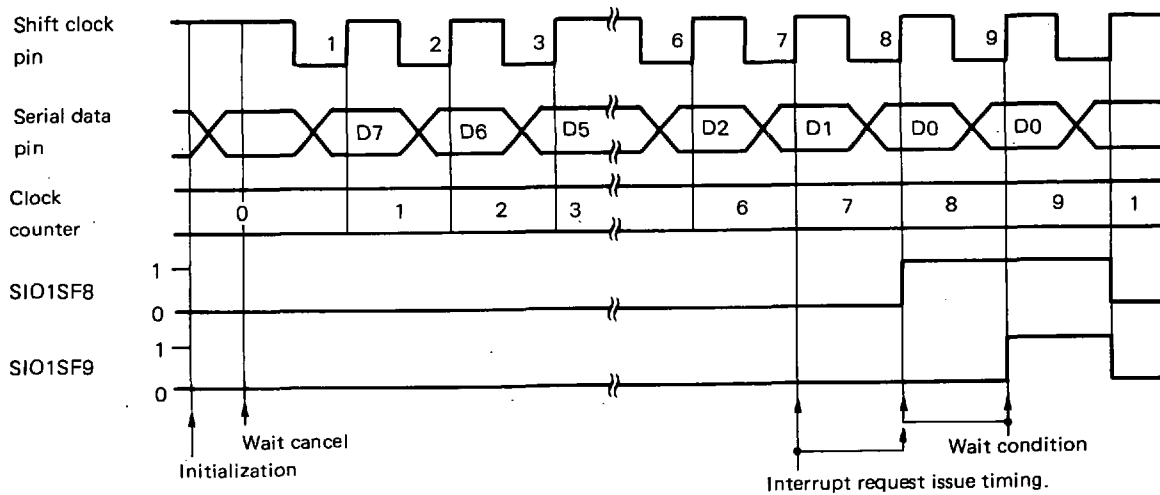 Shift clock
pin
1 2 3 6 7 8 9
Serial data
pin
D7 D6 D5 D2 D1 D0 D0
Clock
counter
0 1 2 3 6 7 8 9 1
SIO1SF8
1
0
SIO1SF9
1
0
Wait cancel
Initialization
Wait condition
Interrupt request issue timing.